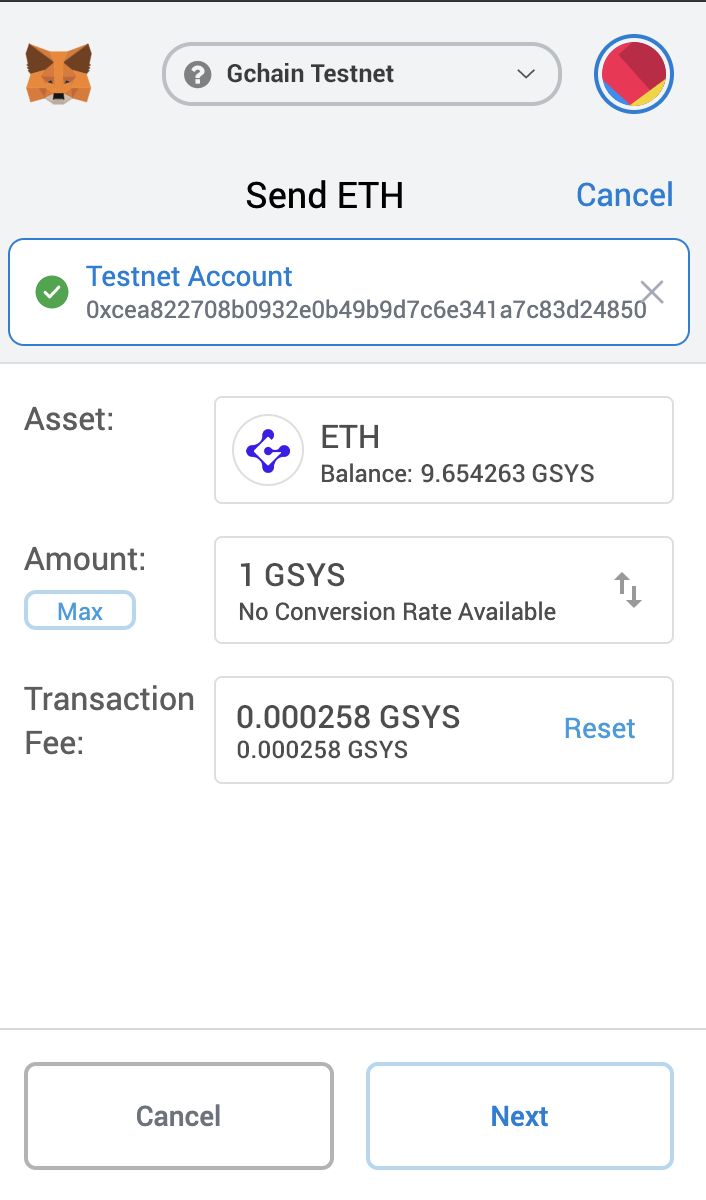 Gchain Testnet
Send ETH
Cancel
Testnet Account
0xcea822708b0932e0b49b9d7c6e341a7c83d24850
Asset:
ETH
Balance: 9.654263 GSYS
Amount:
Max
1 GSYS
No Conversion Rate Available
Transaction
Fee:
0.000258 GSYS
0.000258 GSYS
Reset
Cancel
Next